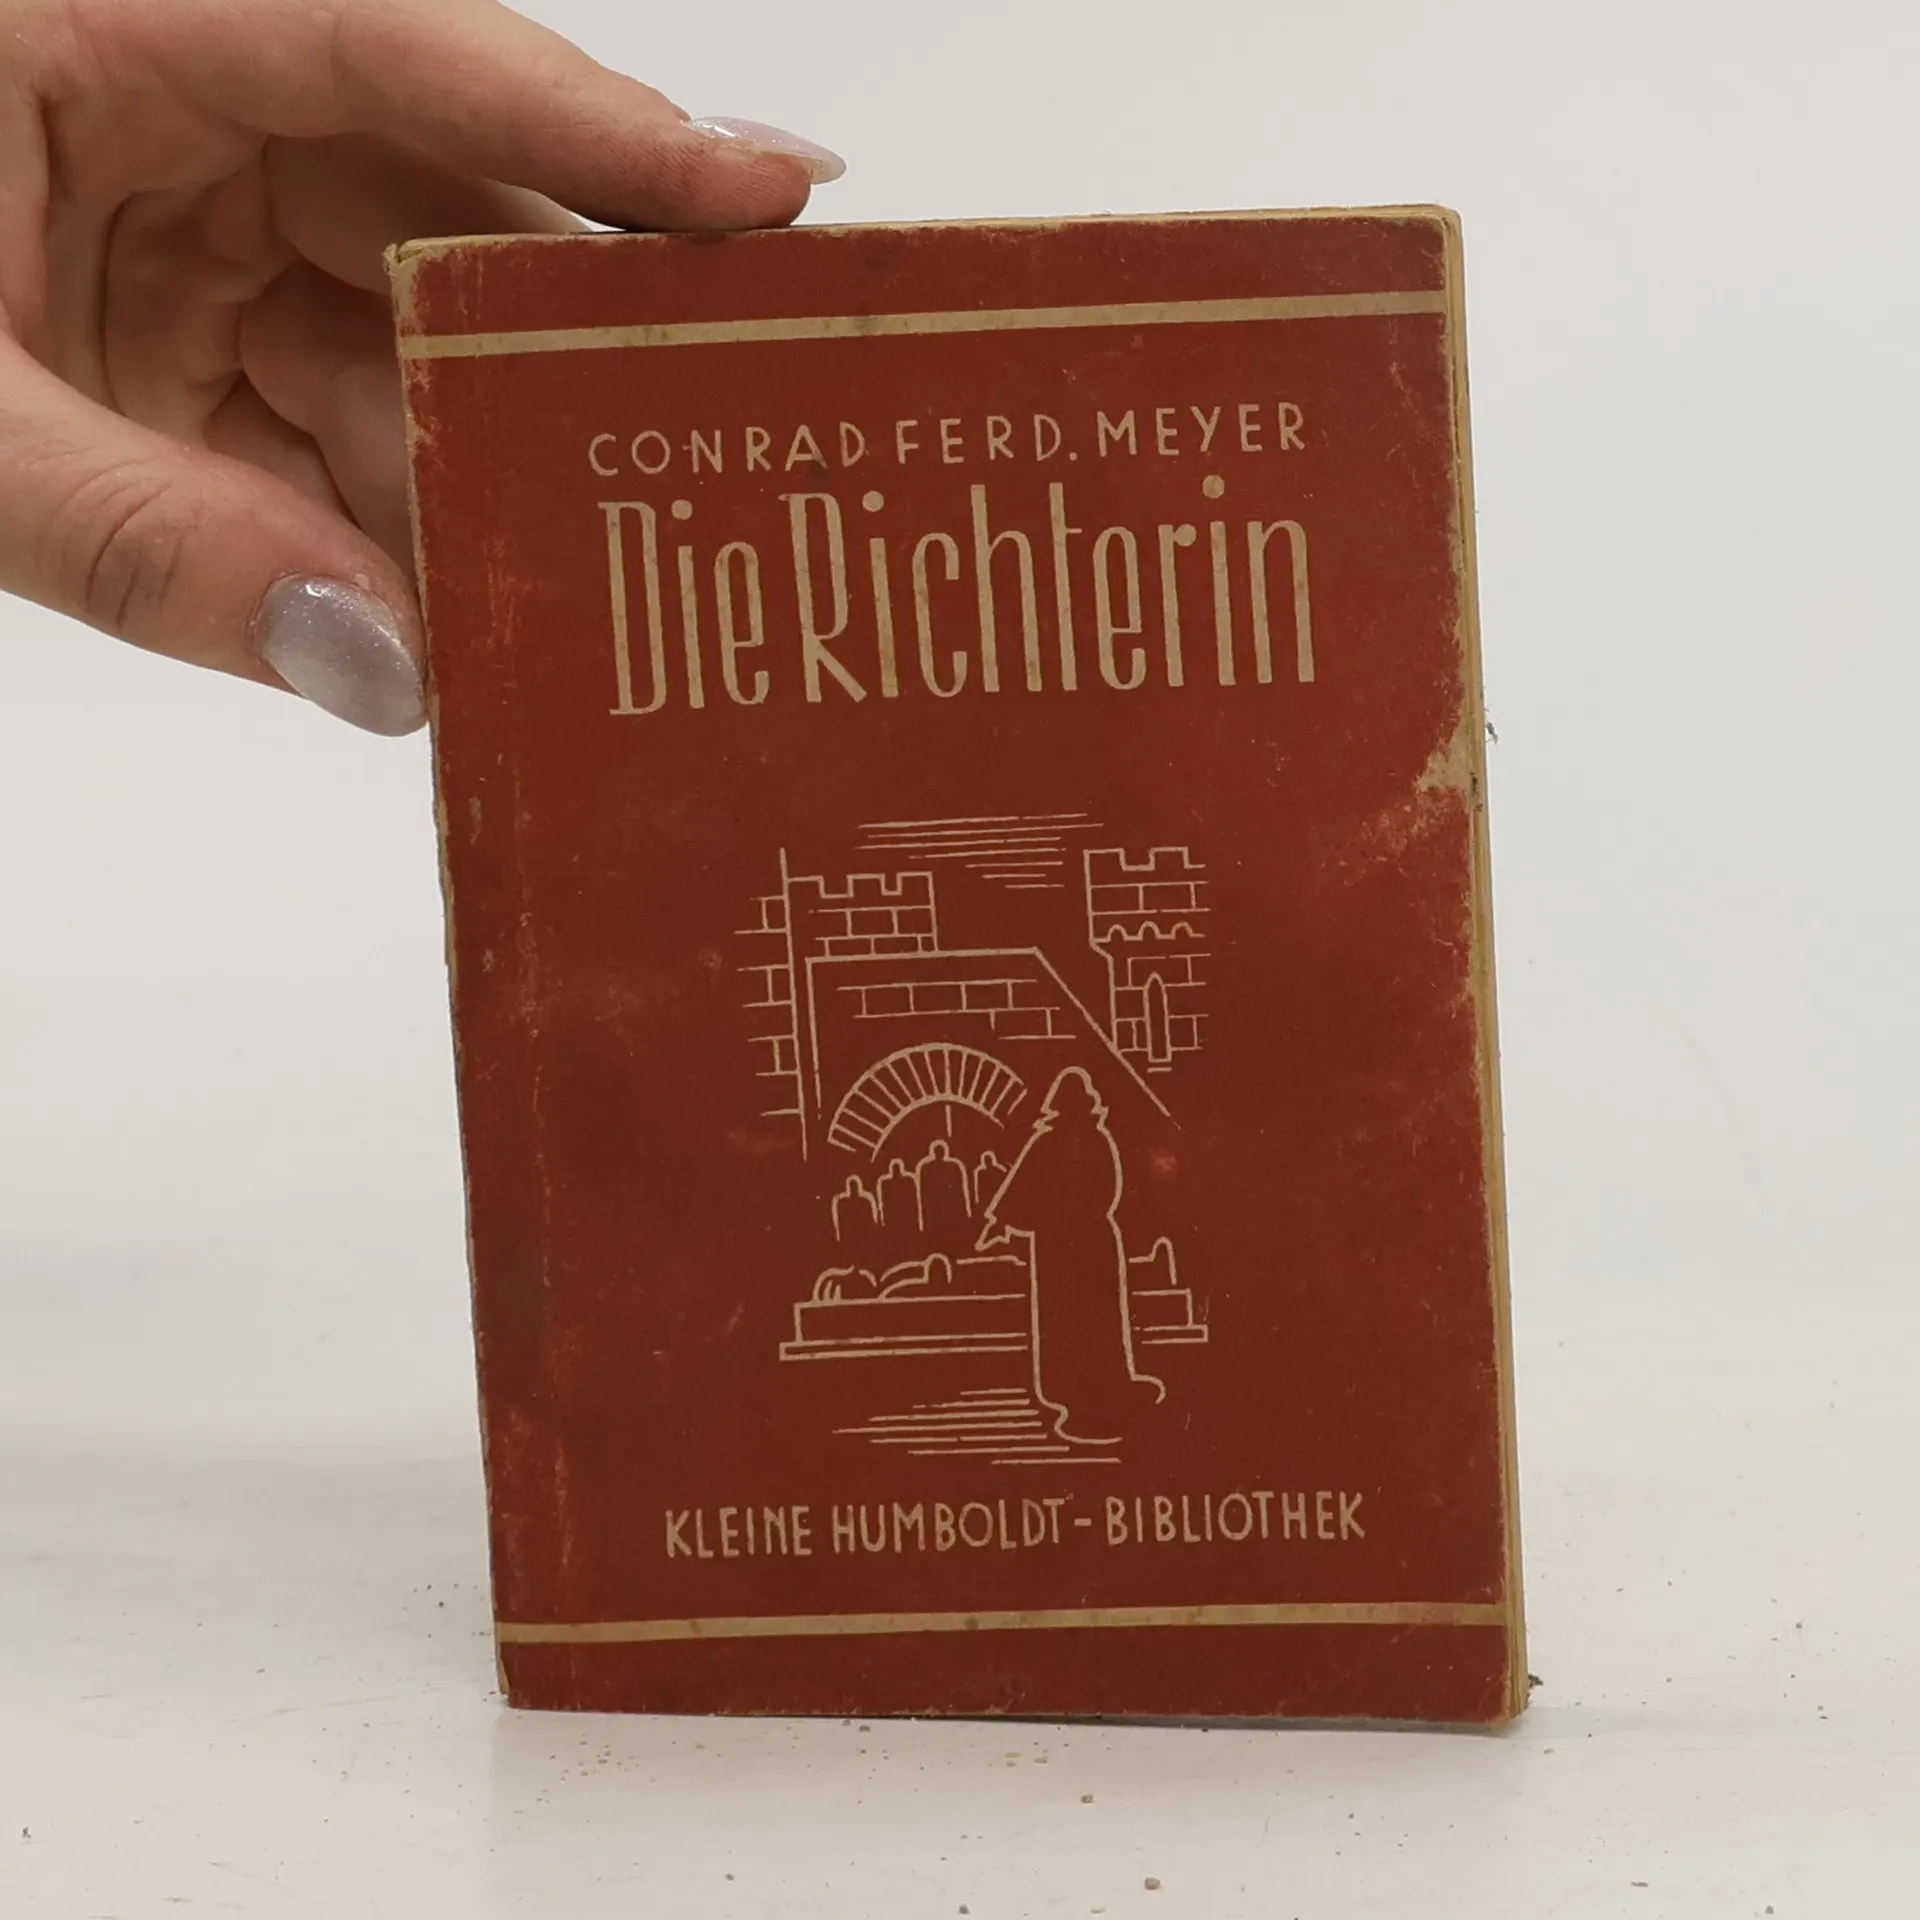 CONRAD FERD. MEYER
Die Richterin
KLEINE HUMBOLDT-BIBLIOTHEK